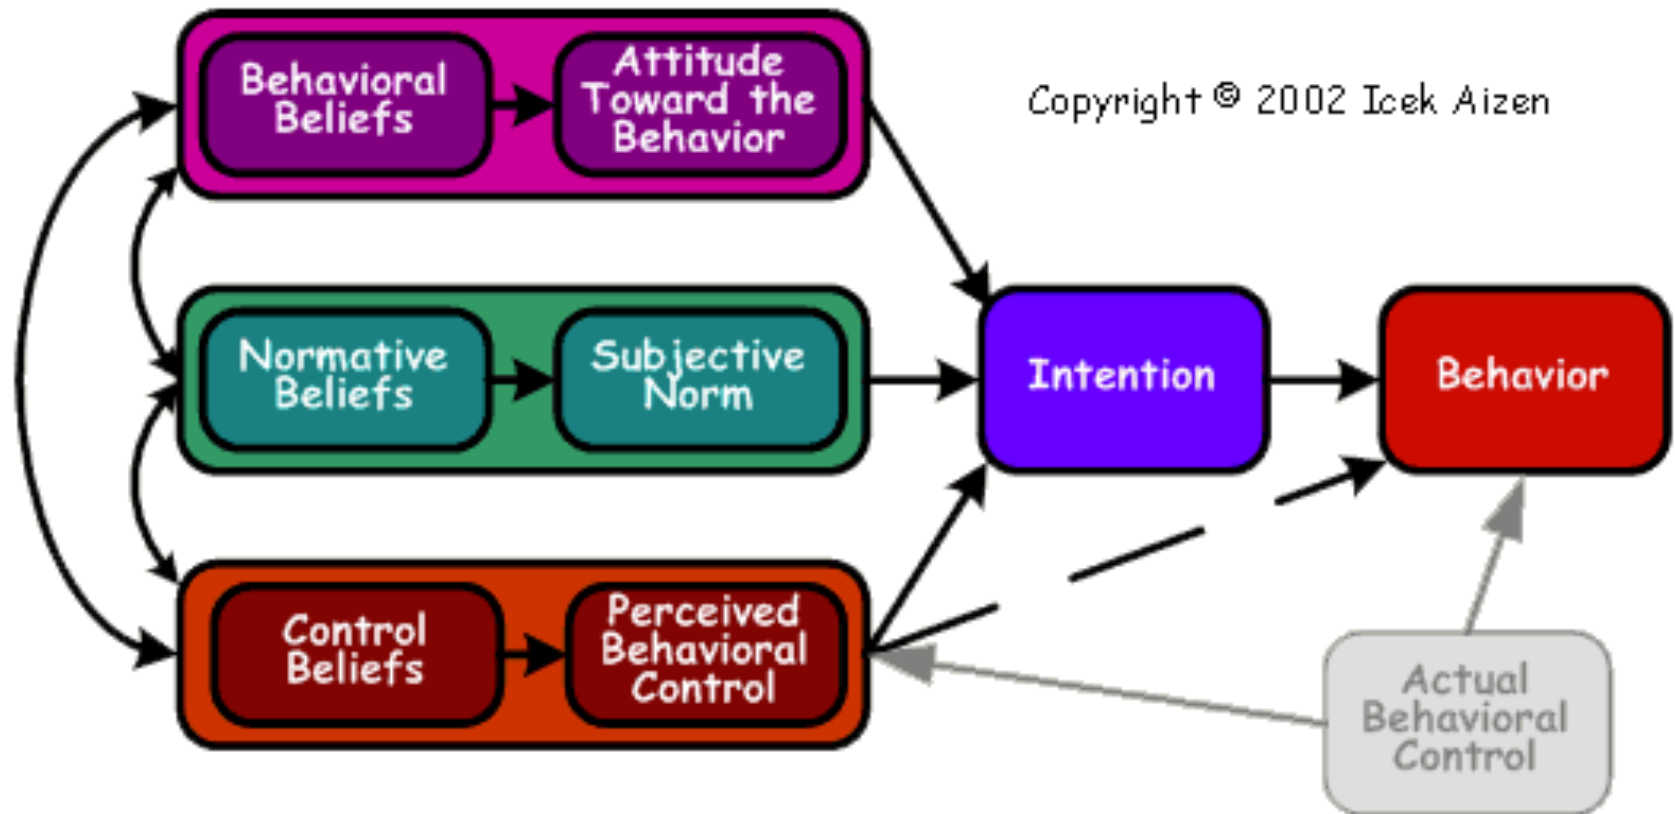 Behavioral
Beliefs
Attitude
Toward the
Behavior
Copyright © 2002 Icek Aizen
Normative
Beliefs
Subjective
Norm
Intention
Behavior
Control
Beliefs
Perceived
Behavioral
Control
Actual
Behavioral
Control